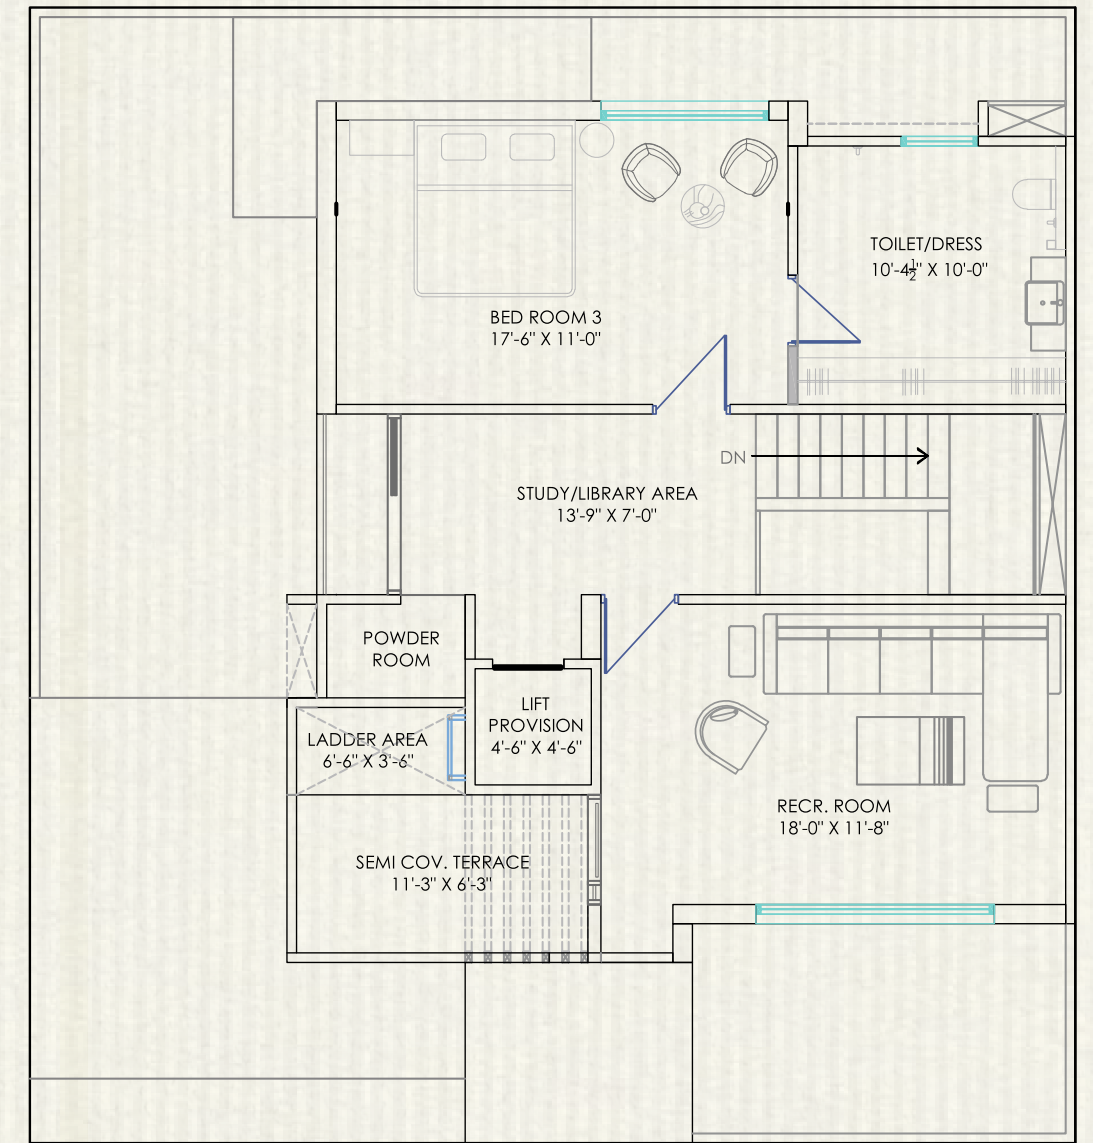 TOILET/DRESS
10'-4½" X 10'-0"
BED ROOM 3
17'-6" X 11'-0"
DN
STUDY/LIBRARY AREA
13'-9" X 7'-0"
POWDER
ROOM
LIFT
PROVISION
4'-6" X 4'-6"
LADDER AREA
6'-6" X 3'-6"
RECR. ROOM
18'-0" X 11'-8"
SEMI COV. TERRACE
11'-3" X 6'-3"